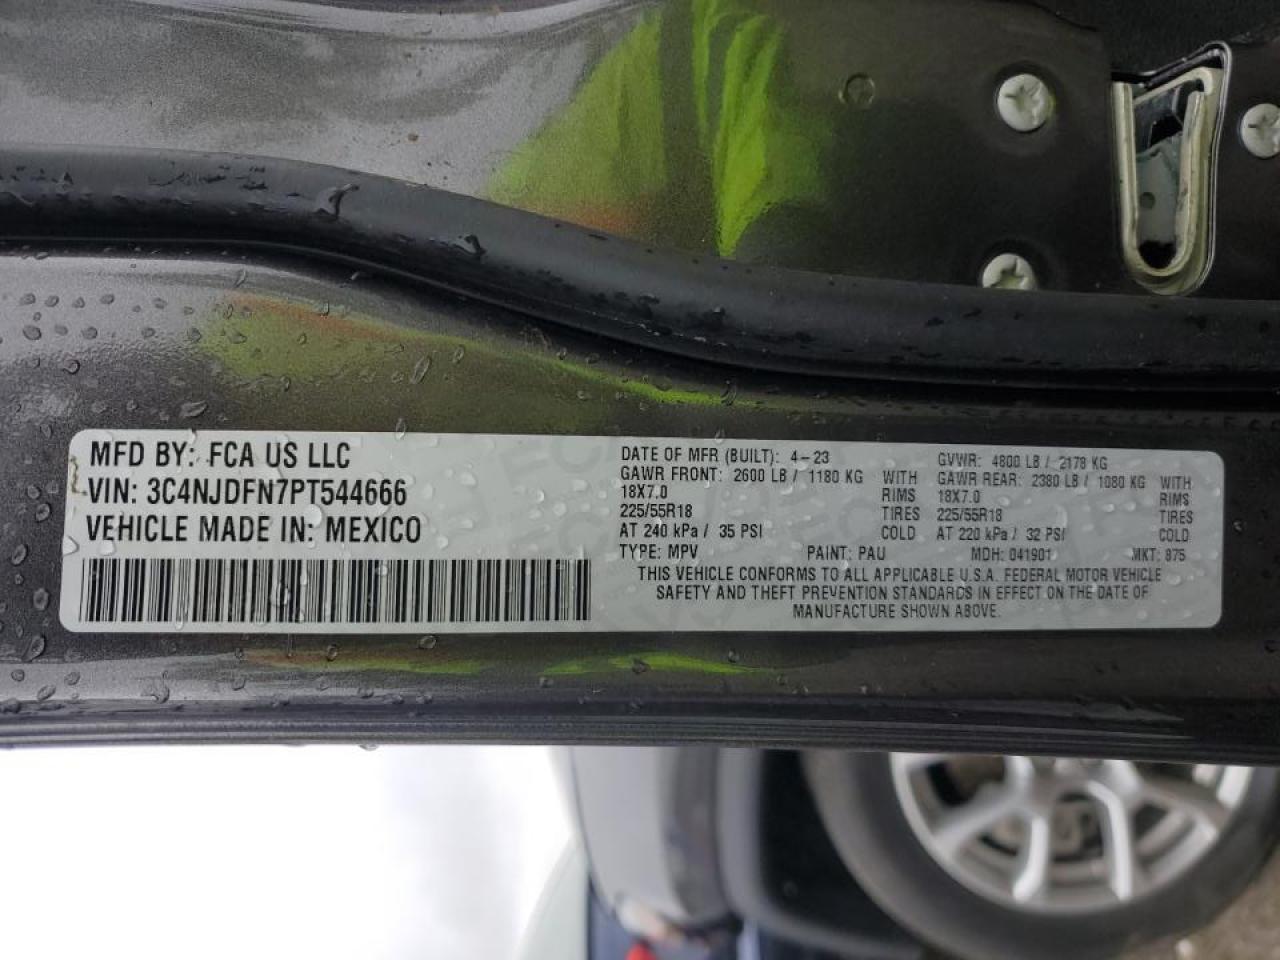 MFD BY: FCA US LLC
VIN: 3C4NJDFN7PT544666
VEHICLE MADE IN: MEXICO
DATE OF MFR (BUILT): 4-23 GVWR: 4800 LB / 2178 KG
GAWR FRONT: 2600 LB / 1180 KG WITH GAWR REAR: 2380 LB / 1080 KG WITH
18X7.0 RIMS 18X7.0 RIMS
225/55R18 TIRES 225/55R18 TIRES
AT 240 kPa / 35 PSI COLD AT 220 kPa / 32 PSI COLD
TYPE: MPV PAINT: PAU MDH: 041901 MKT: 875
THIS VEHICLE CONFORMS TO ALL APPLICABLE U.S.A. FEDERAL MOTOR VEHICLE
SAFETY AND THEFT PREVENTION STANDARDS IN EFFECT ON THE DATE OF
MANUFACTURE SHOWN ABOVE.